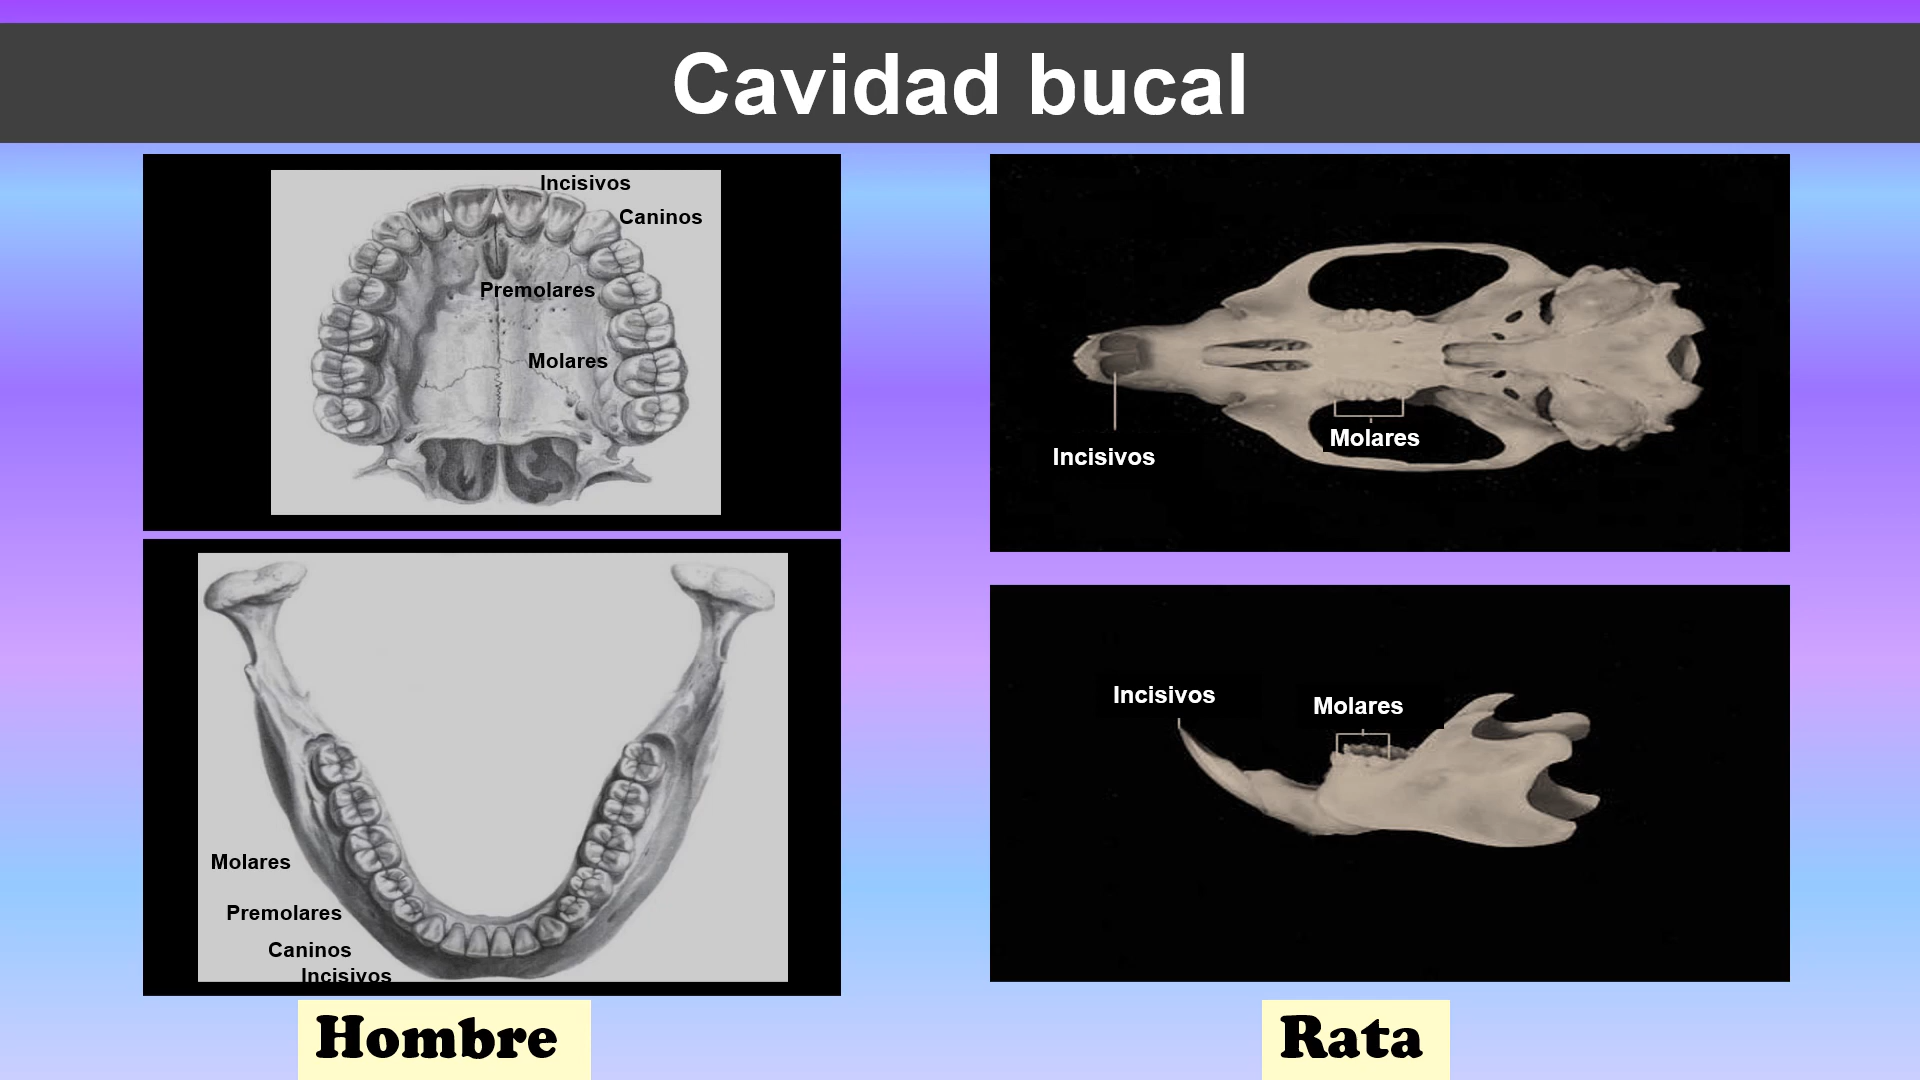 Cavidad bucal
Incisivos
Caninos
Premolares
Molares
Molares
Premolares
Caninos
Incisivos
Hombre
Incisivos
Molares
Incisivos
Molares
Rata